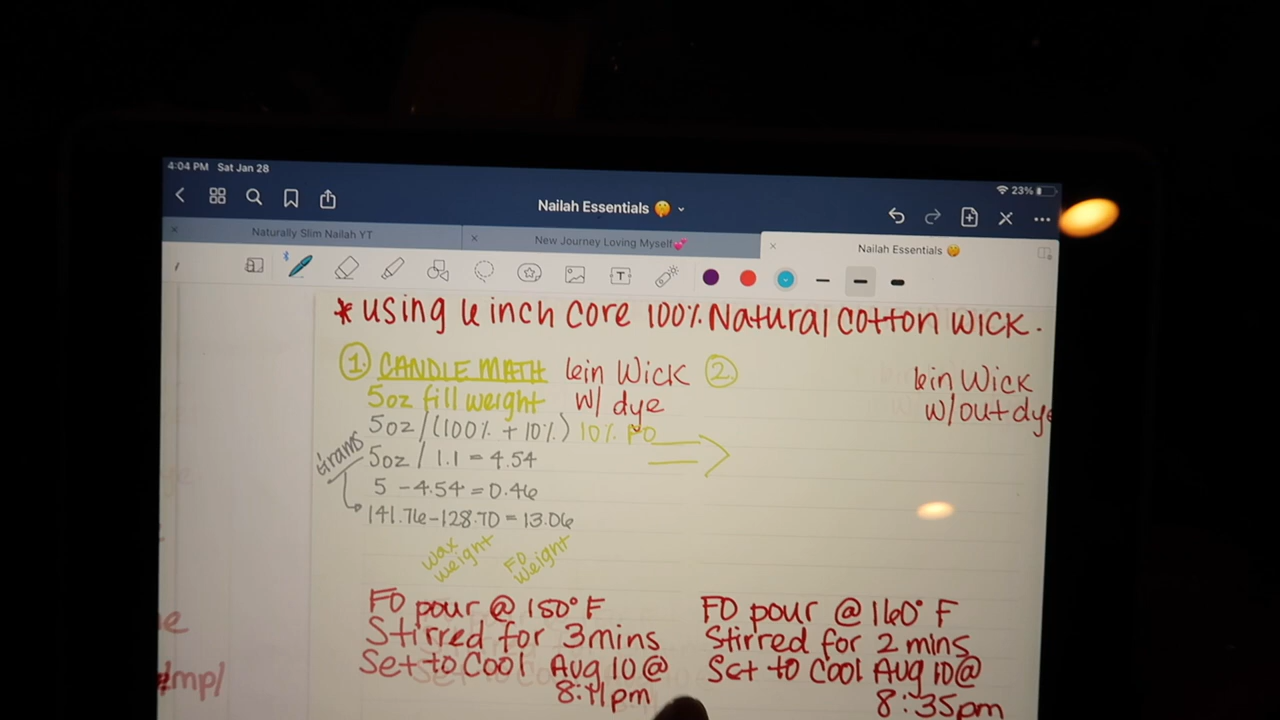 4:04 PM Sat Jan 28
23%
Nailah Essentials 🤫
Naturally Slim Nailah YT
New Journey Loving Myself💞
Nailah Essentials 🤫
* Using 6 inch core 100% Natural Cotton Wick.
1. CANDLE MATH 6in Wick
5oz fill weight w/ dye
5oz/(100% + 10%) 10% FO
Grams
5oz / 1.1 = 4.54
5 - 4.54 = 0.46
141.76-128.70 = 13.06
wax weight
FO weight
FO pour @ 150°F
Stirred for 3mins
Set to Cool Aug 10 @
8:11pm
2.
6in Wick
w/out dye
FO pour @ 160° F
Stirred for 2 mins
Set to Cool Aug 10@
8:35pm